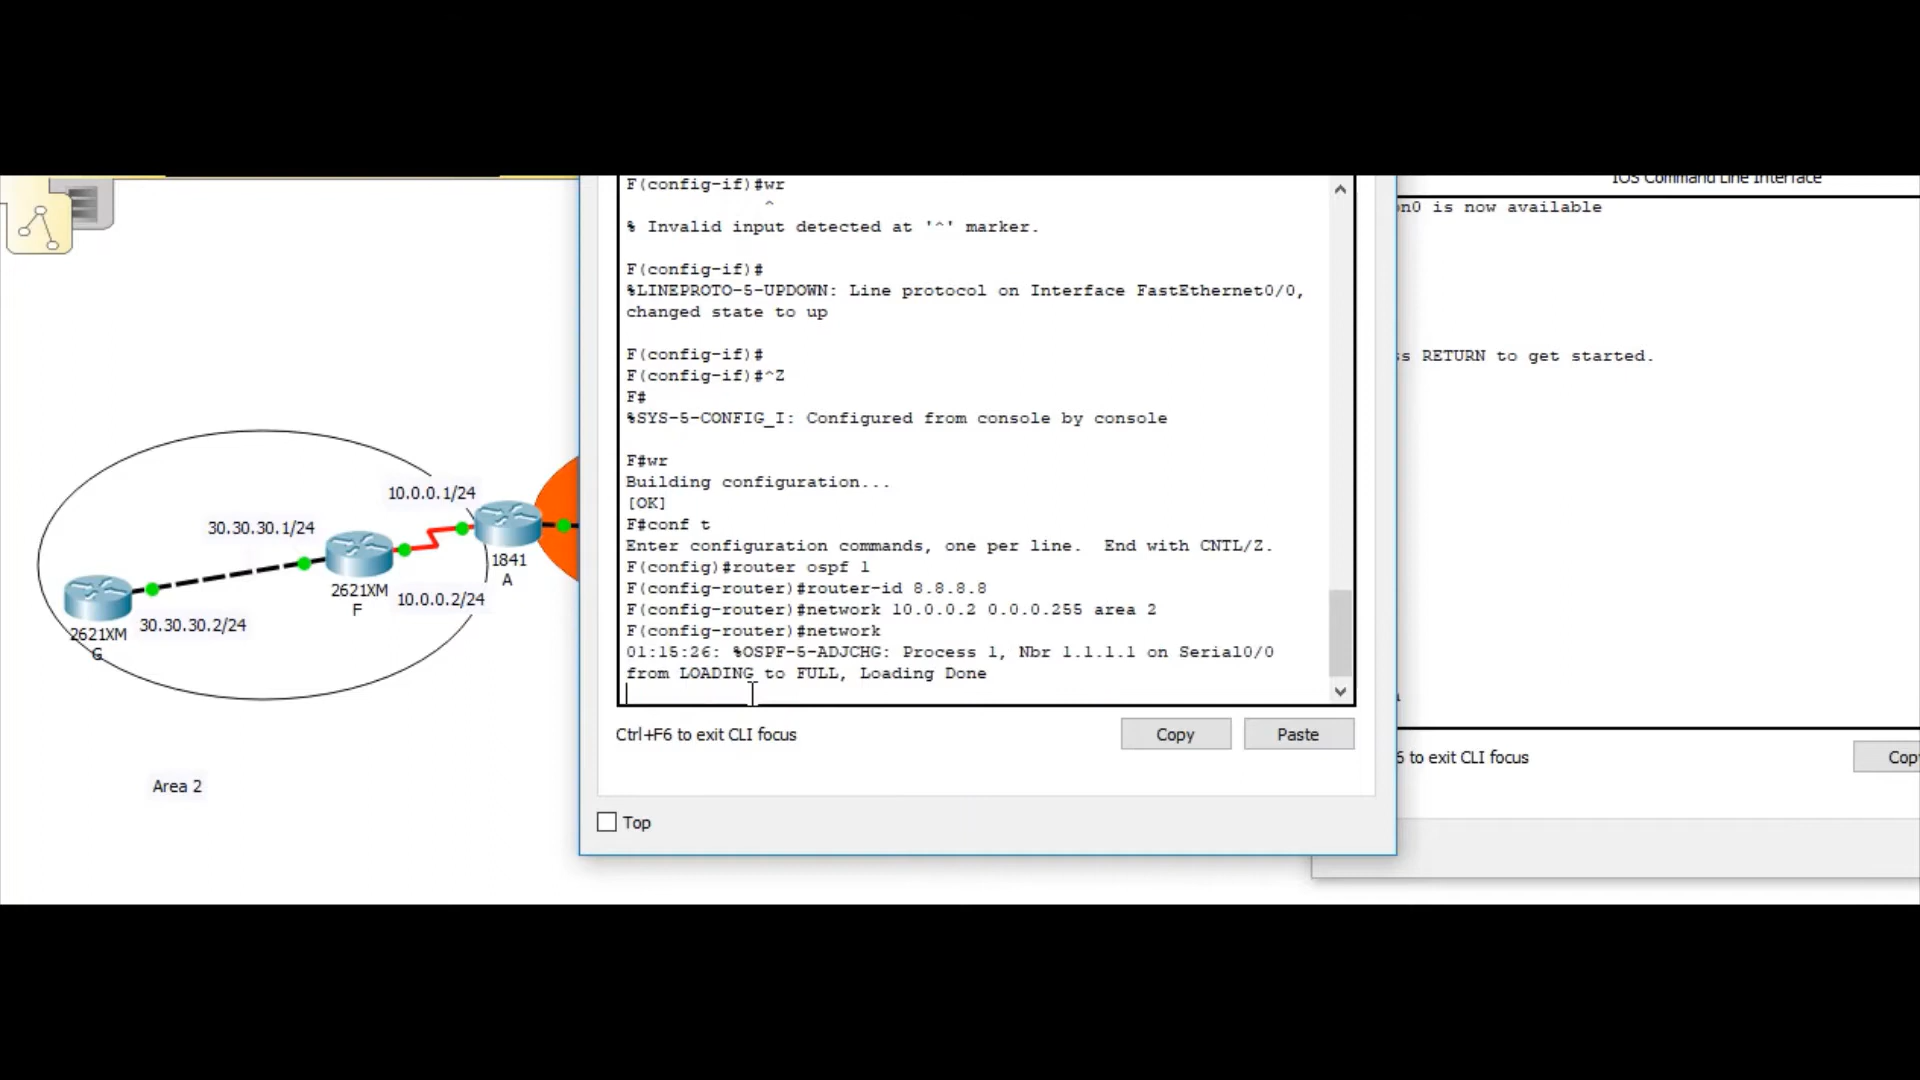 10.0.0.1/24
30.30.30.1/24
1841
A
2621XM
F
10.0.0.2/24
30.30.30.2/24
2621XM
G
Area 2
F(config-if)#wr
^
% Invalid input detected at '^' marker.
F(config-if)#
%LINEPROTO-5-UPDOWN: Line protocol on Interface FastEthernet0/0,
changed state to up
F(config-if)#
F(config-if)#^Z
F#
%SYS-5-CONFIG_I: Configured from console by console
F#wr
Building configuration...
[OK]
F#conf t
Enter configuration commands, one per line.  End with CNTL/Z.
F(config)#router ospf 1
F(config-router)#router-id 8.8.8.8
F(config-router)#network 10.0.0.2 0.0.0.255 area 2
F(config-router)#network
01:15:26: %OSPF-5-ADJCHG: Process 1, Nbr 1.1.1.1 on Serial0/0
from LOADING to FULL, Loading Done
Ctrl+F6 to exit CLI focus
Copy
Paste
Top
IOS Command Line Interface
on0 is now available
ss RETURN to get started.
6 to exit CLI focus
Cop